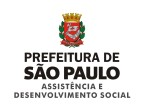 PREFEITURA DE
SÃO PAULO
ASSISTÊNCIA E
DESENVOLVIMENTO SOCIAL